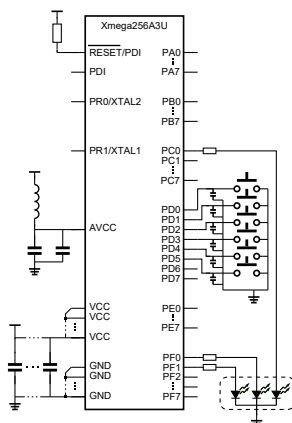 Xmega256A3U
RESET/PDI PA0
PDI PA7
PR0/XTAL2 PB0
PB7
PR1/XTAL1 PC0
PC1
PC7
PD0
PD1
AVCC PD2
PD3
PD4
PD5
PD6
PD7
VCC PE0
VCC
VCC PE7
PF0
GND PF1
GND PF2
GND PF7